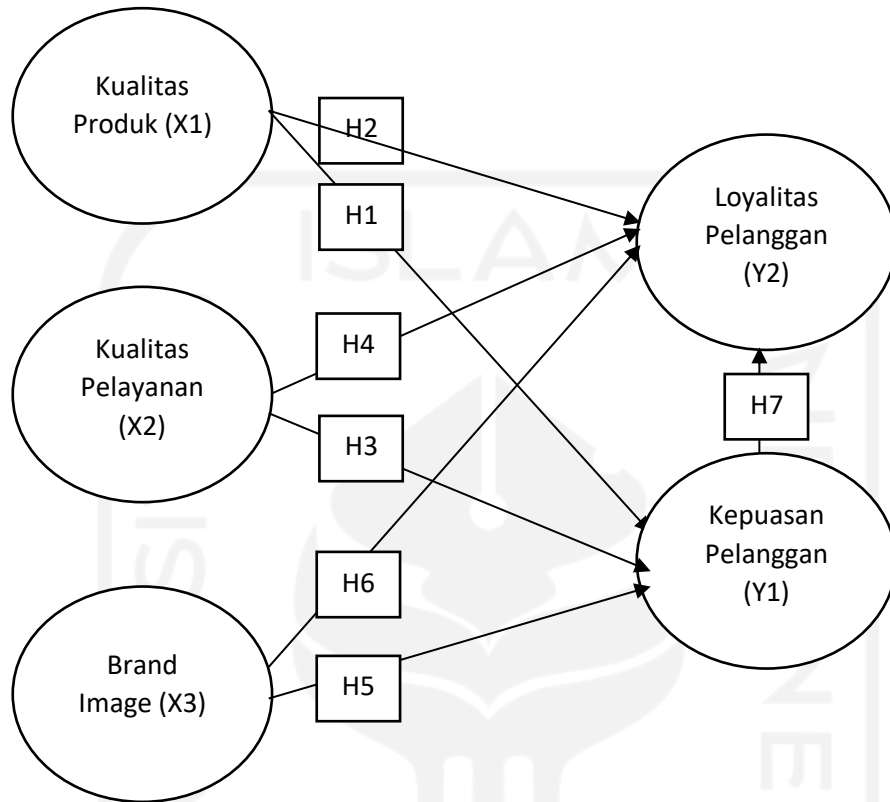 Kualitas
Produk (X1)
H2
H1
Loyalitas
Pelanggan
(Y2)
Kualitas
Pelayanan
(X2)
H4
H3
H7
Kepuasan
Pelanggan
(Y1)
H6
H5
Brand
Image (X3)
ISLAM